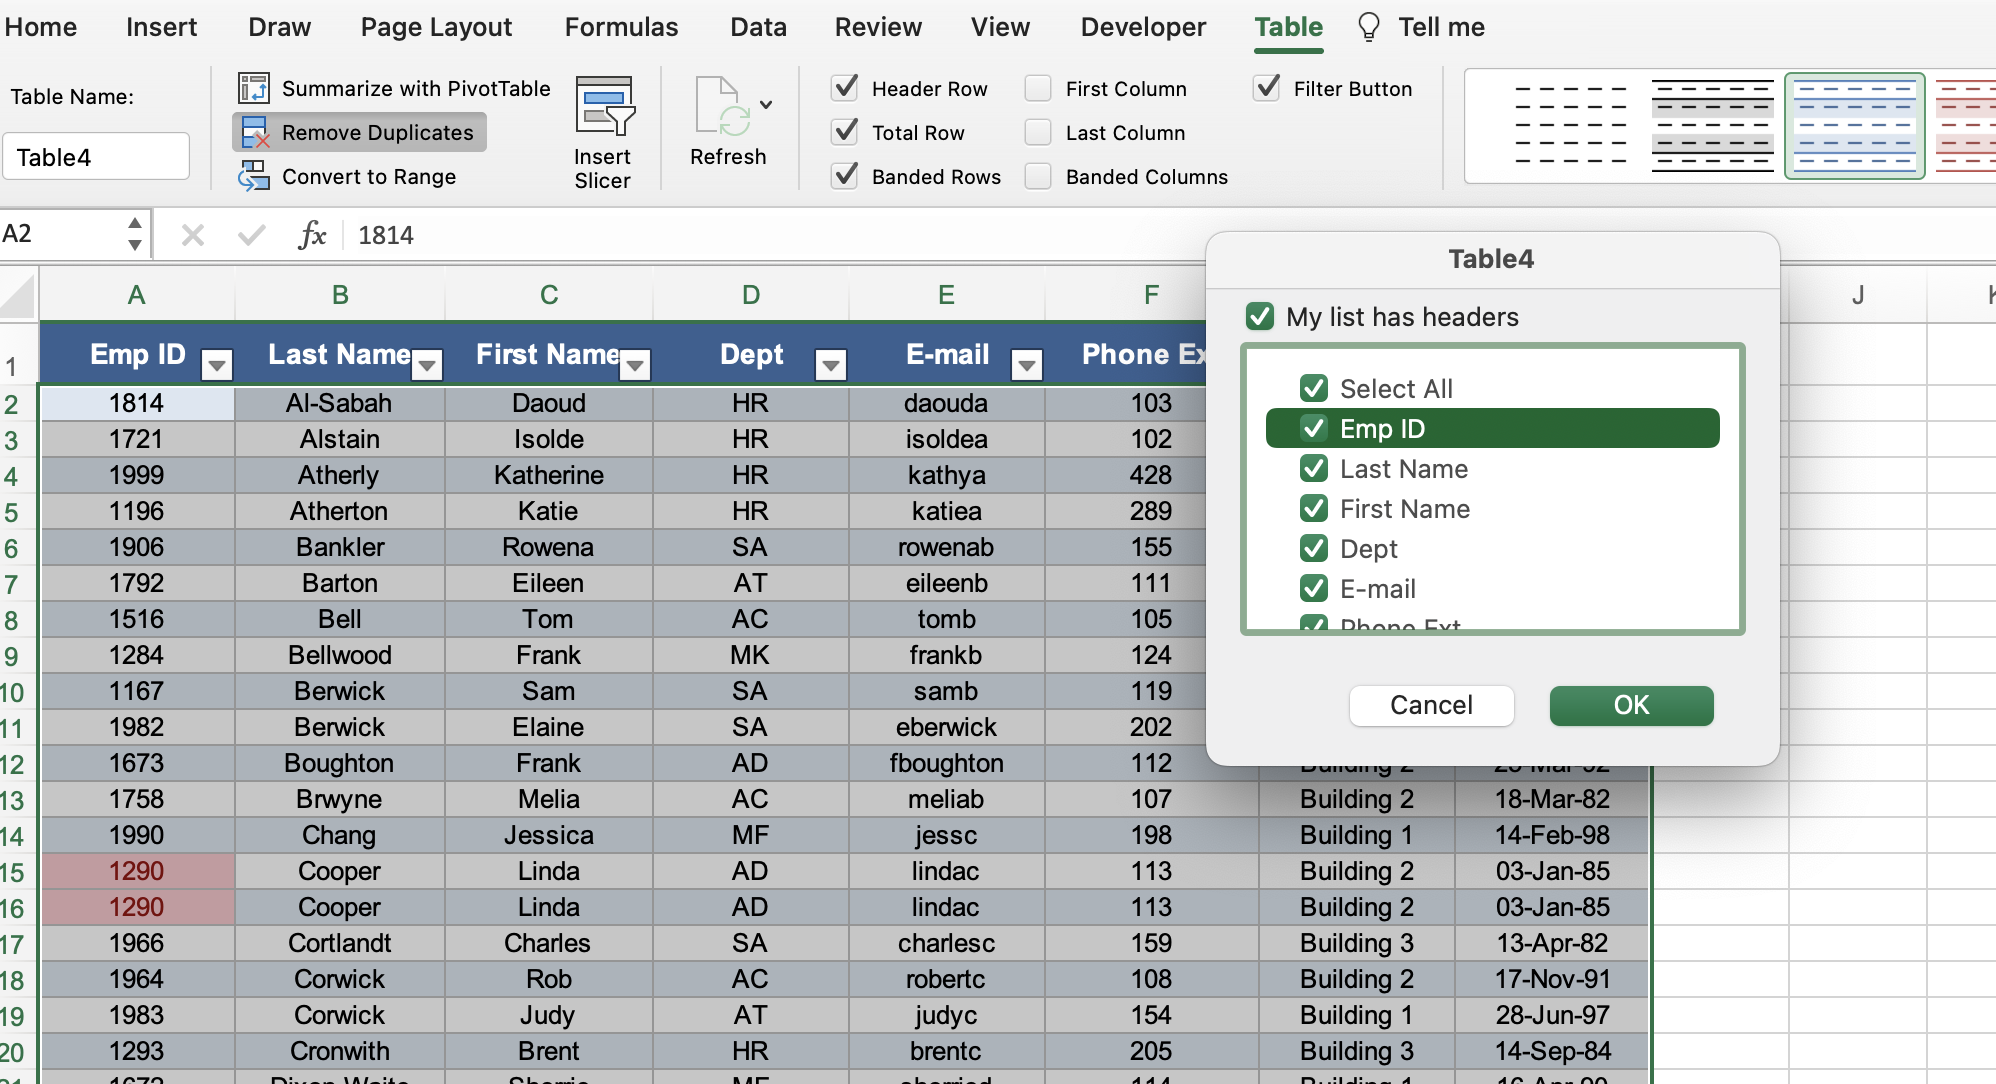 Home Insert Draw Page Layout Formulas Data Review View Developer Table Tell me
Table Name:
Table4
Summarize with PivotTable
Remove Duplicates
Convert to Range
Insert
Slicer
Refresh
Header Row
Total Row
Banded Rows
First Column
Last Column
Banded Columns
Filter Button
A2 fx 1814
A B C D E F J
1 Emp ID Last Name First Name Dept E-mail Phone Ex
2 1814 Al-Sabah Daoud HR daouda 103
3 1721 Alstain Isolde HR isoldea 102
4 1999 Atherly Katherine HR kathya 428
5 1196 Atherton Katie HR katiea 289
6 1906 Bankler Rowena SA rowenab 155
7 1792 Barton Eileen AT eileenb 111
8 1516 Bell Tom AC tomb 105
9 1284 Bellwood Frank MK frankb 124
10 1167 Berwick Sam SA samb 119
11 1982 Berwick Elaine SA eberwick 202
12 1673 Boughton Frank AD fboughton 112 Building 2
13 1758 Brwyne Melia AC meliab 107 Building 2 18-Mar-82
14 1990 Chang Jessica MF jessc 198 Building 1 14-Feb-98
15 1290 Cooper Linda AD lindac 113 Building 2 03-Jan-85
16 1290 Cooper Linda AD lindac 113 Building 2 03-Jan-85
17 1966 Cortlandt Charles SA charlesc 159 Building 3 13-Apr-82
18 1964 Corwick Rob AC robertc 108 Building 2 17-Nov-91
19 1983 Corwick Judy AT judyc 154 Building 1 28-Jun-97
20 1293 Cronwith Brent HR brentc 205 Building 3 14-Sep-84
Table4
My list has headers
Select All
Emp ID
Last Name
First Name
Dept
E-mail
Phone Ext
Cancel OK